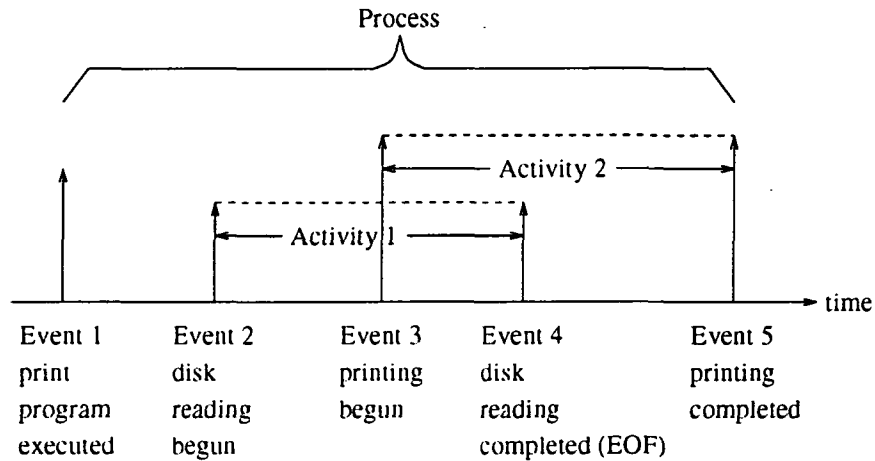 Process
Activity 2
Activity 1
time
Event 1
print
program
executed
Event 2
disk
reading
begun
Event 3
printing
begun
Event 4
disk
reading
completed (EOF)
Event 5
printing
completed